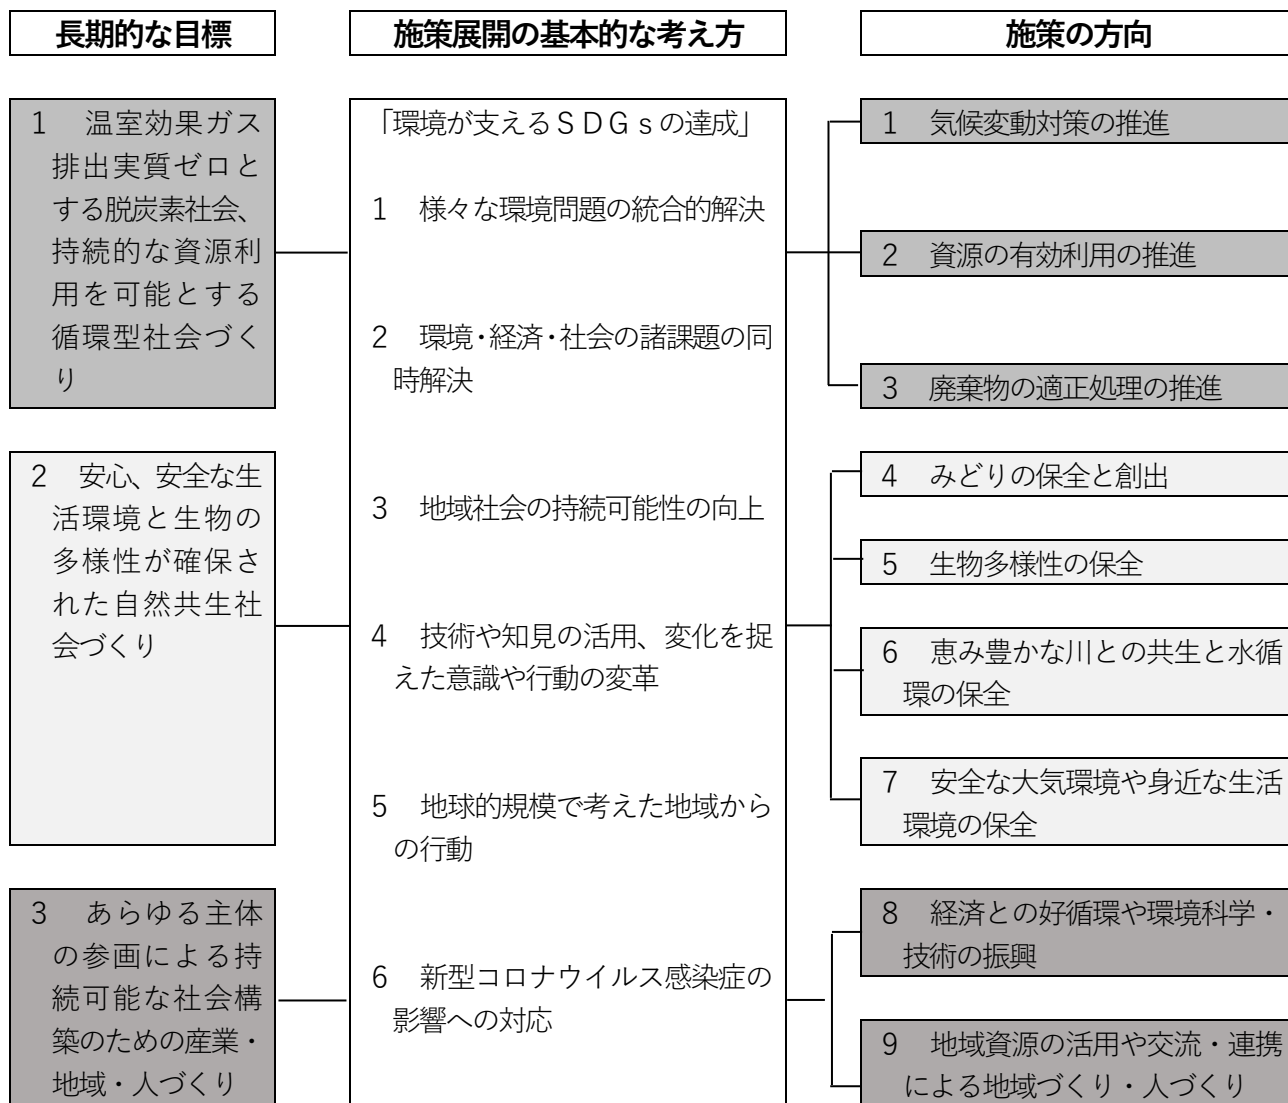 長期的な目標
施策展開の基本的な考え方
施策の方向
1 温室効果ガス
排出実質ゼロと
する脱炭素社会、
持続的な資源利
用を可能とする
循環型社会づく
り
2 安心、安全な生
活環境と生物の
多様性が確保さ
れた自然共生社
会づくり
3 あらゆる主体
の参画による持
続可能な社会構
築のための産業・
地域・人づくり
「環境が支えるSDGsの達成」
1 様々な環境問題の統合的解決
2 環境・経済・社会の諸課題の同
時解決
3 地域社会の持続可能性の向上
4 技術や知見の活用、変化を捉
えた意識や行動の変革
5 地球的規模で考えた地域から
の行動
6 新型コロナウイルス感染症の
影響への対応
1 気候変動対策の推進
2 資源の有効利用の推進
3 廃棄物の適正処理の推進
4 みどりの保全と創出
5 生物多様性の保全
6 恵み豊かな川との共生と水循
環の保全
7 安全な大気環境や身近な生活
環境の保全
8 経済との好循環や環境科学・
技術の振興
9 地域資源の活用や交流・連携
による地域づくり・人づくり